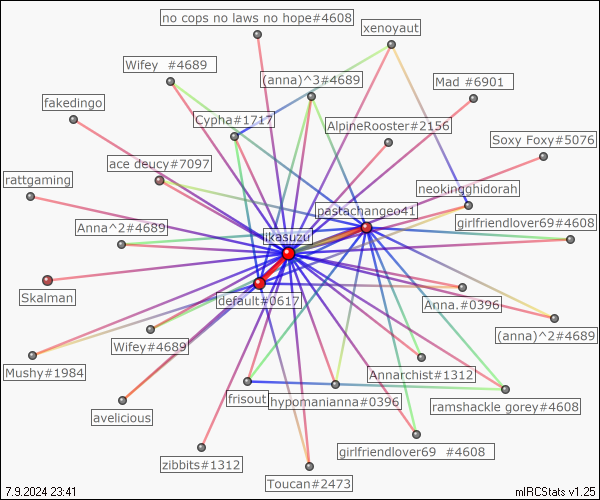 no cops no laws no hope#4608
xenoyaut
Wifey  #4689
(anna)^3#4689
Mad #6901
fakedingo
Cypha#1717
AlpineRooster#2156
Soxy Foxy#5076
ace deucy#7097
rattgaming
neokingghidorah
pastachangeo41
Anna^2#4689
ikasuzu
girlfriendlover69#4608
Skalman
default#0617
Anna.#0396
(anna)^2#4689
Wifey#4689
Mushy#1984
Annarchist#1312
frisout
hypomanianna#0396
ramshackle gorey#4608
avelicious
zibbits#1312
girlfriendlover69  #4608
Toucan#2473
7.9.2024 23:41
mIRCStats v1.25